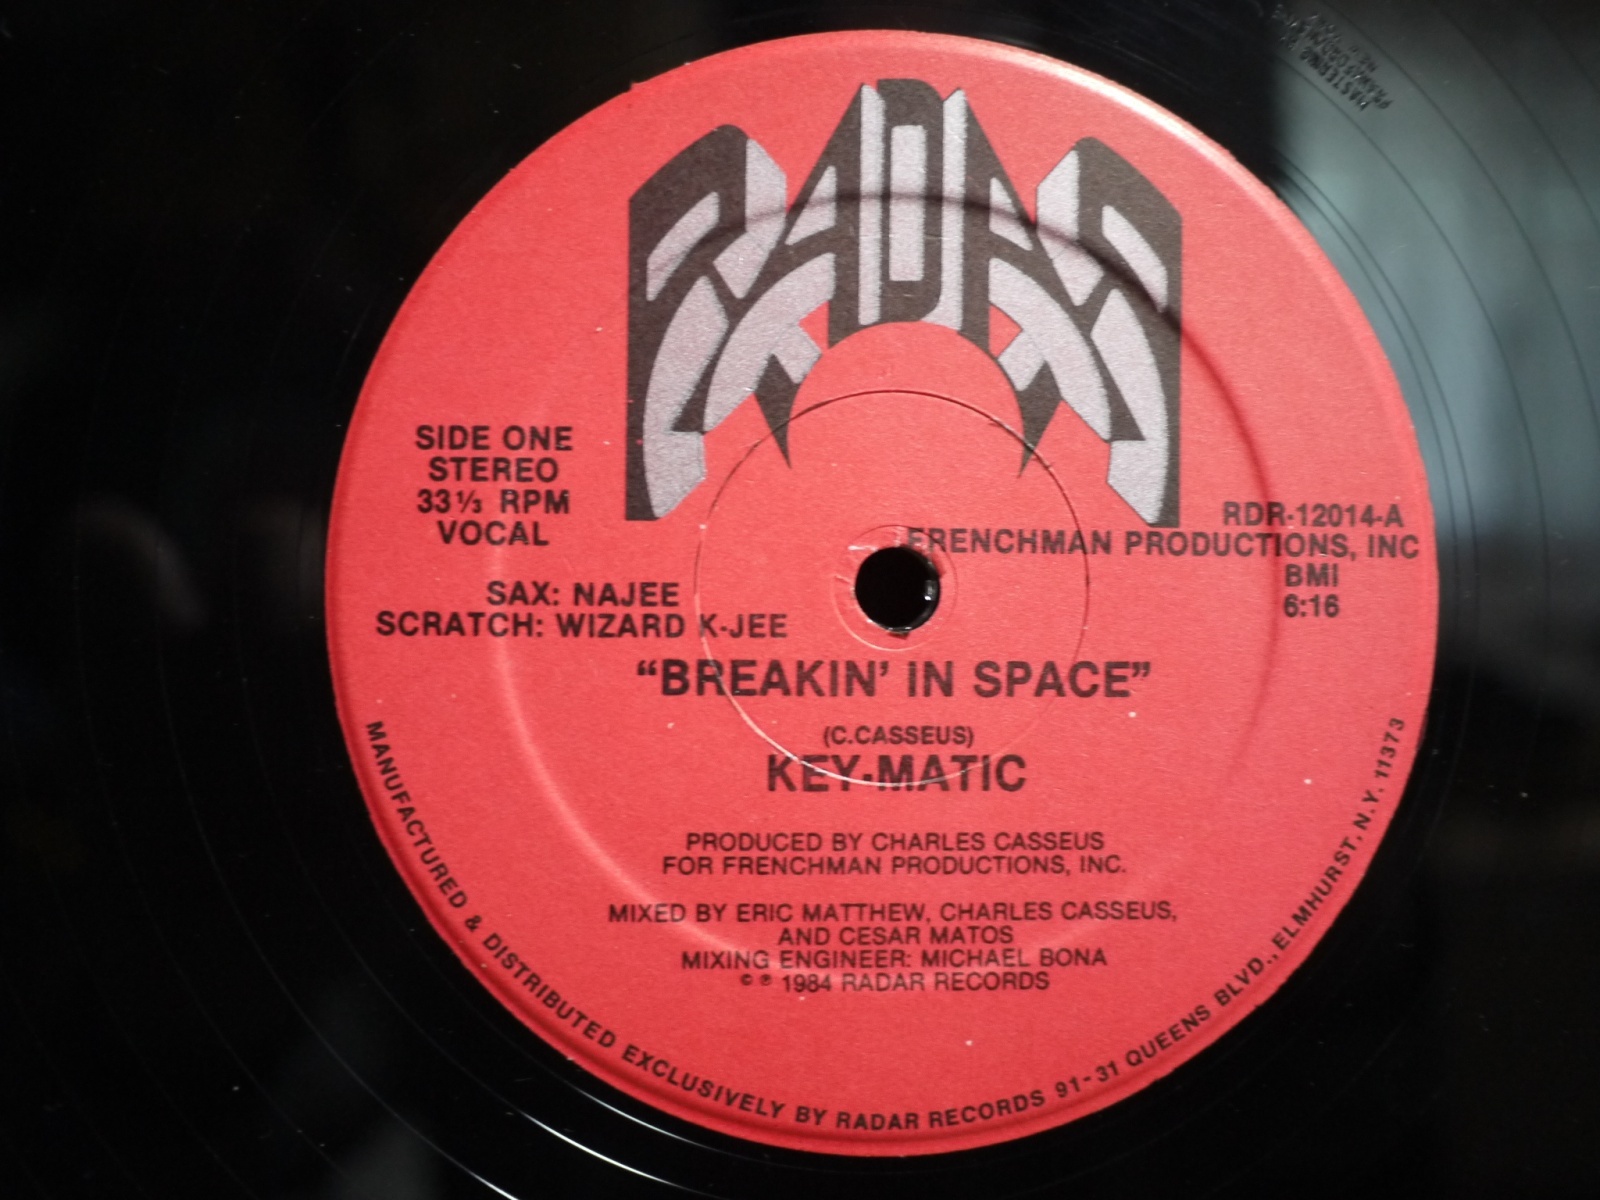 RADAR
SIDE ONE
STEREO
33⅓ RPM
VOCAL
RDR-12014-A
FRENCHMAN PRODUCTIONS, INC
BMI
6:16
SAX: NAJEE
SCRATCH: WIZARD K-JEE
“BREAKIN’ IN SPACE”
(C.CASSEUS)
KEY-MATIC
PRODUCED BY CHARLES CASSEUS
FOR FRENCHMAN PRODUCTIONS, INC.
MIXED BY ERIC MATTHEW, CHARLES CASSEUS,
AND CESAR MATOS
MIXING ENGINEER: MICHAEL BONA
© ℗ 1984 RADAR RECORDS
MANUFACTURED & DISTRIBUTED EXCLUSIVELY BY RADAR RECORDS 91-31 QUEENS BLVD., ELMHURST, N.Y. 11373